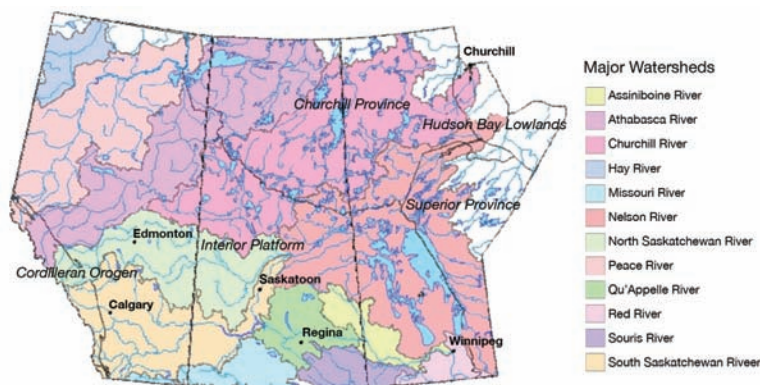 Churchill
Churchill Province
Hudson Bay Lowlands
Superior Province
Edmonton
Interior Platform
Cordilleran Orogen
Saskatoon
Calgary
Regina
Winnipeg
Major Watersheds
Assiniboine River
Athabasca River
Churchill River
Hay River
Missouri River
Nelson River
North Saskatchewan River
Peace River
Qu'Appelle River
Red River
Souris River
South Saskatchewan Riveer